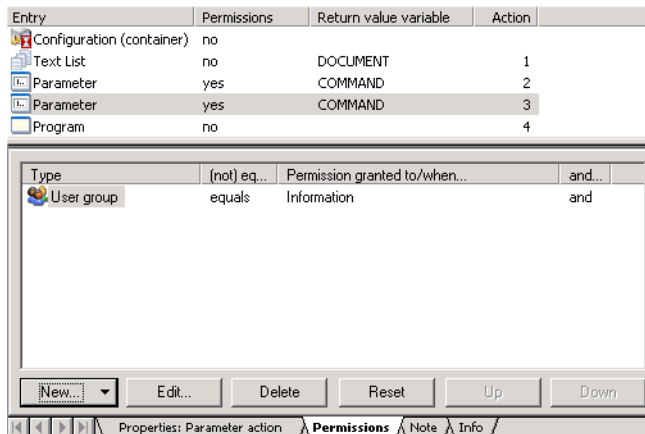 Entry Permissions Return value variable Action
Configuration (container) no
Text List no DOCUMENT 1
Parameter yes COMMAND 2
Parameter yes COMMAND 3
Program no 4
Type (not) eq... Permission granted to/when... and...
User group equals Information and
New... Edit... Delete Reset Up Down
Properties: Parameter action Permissions Note Info